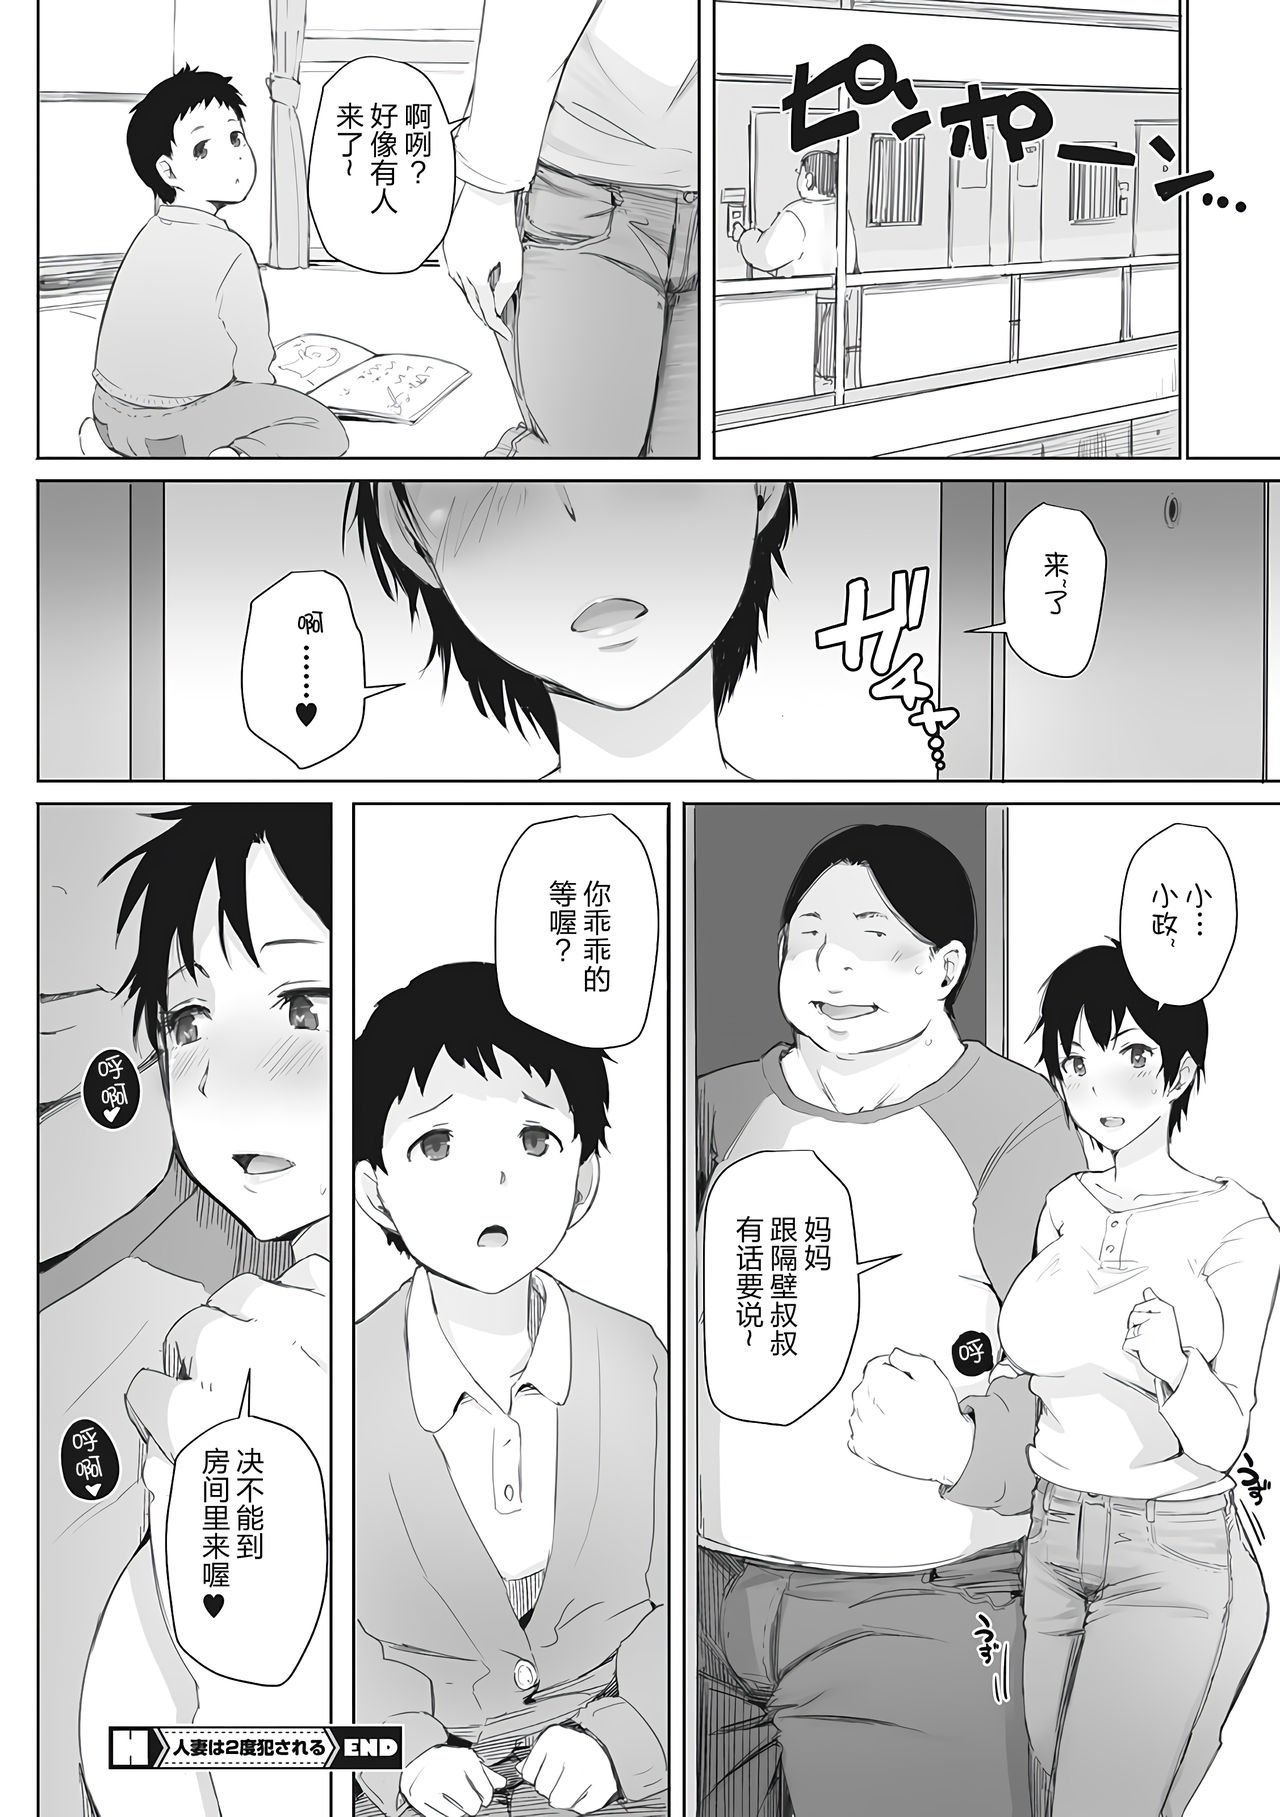 ピンポーン…
啊咧？
好像有人
来了~
来~了
ガチャ…
啊……♥
小…
小政~
妈妈
跟隔壁叔叔
有话要说~
呼
うずっ
うずっ
你乖乖的
等喔？
呼
啊♥
呼
啊♥
决不能到
房间里来喔♥
人妻は2度犯される
END